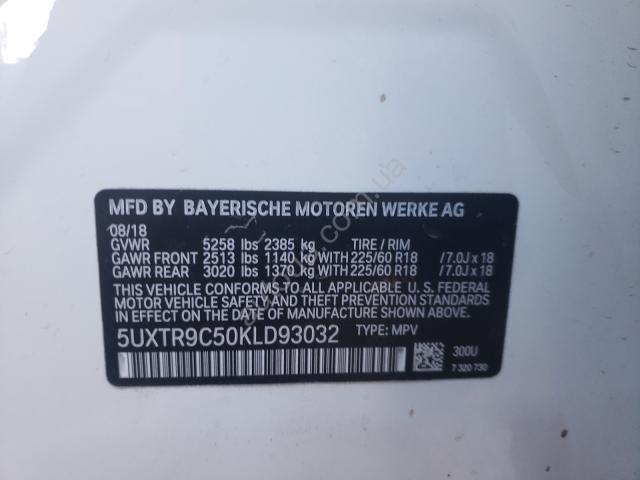 MFD BY BAYERISCHE MOTOREN WERKE AG
08/18
GVWR 5258 lbs 2385 kg TIRE / RIM
GAWR FRONT 2513 lbs 1140 kg WITH 225/60 R18 /7.0J x 18
GAWR REAR 3020 lbs 1370 kg WITH 225/60 R18 /7.0J x 18
THIS VEHICLE CONFORMS TO ALL APPLICABLE U.S. FEDERAL
MOTOR VEHICLE SAFETY AND THEFT PREVENTION STANDARDS
IN EFFECT ON THE DATE OF MANUFACTURE SHOWN ABOVE.
5UXTR9C50KLD93032 TYPE: MPV
300U
7 320 730